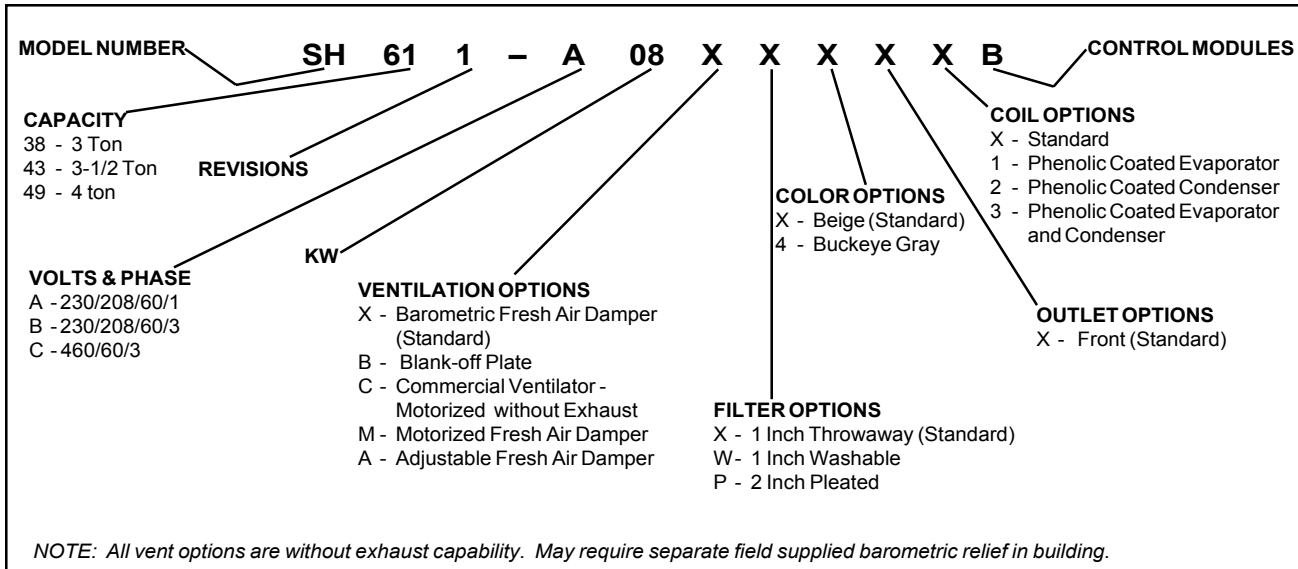 MODEL NUMBER SH 61 1 – A 08 X X X X X B CONTROL MODULES
CAPACITY
38 - 3 Ton
43 - 3-1/2 Ton
49 - 4 ton
REVISIONS
COIL OPTIONS
X - Standard
1 - Phenolic Coated Evaporator
2 - Phenolic Coated Condenser
3 - Phenolic Coated Evaporator
and Condenser
COLOR OPTIONS
X - Beige (Standard)
4 - Buckeye Gray
KW
VOLTS & PHASE
A - 230/208/60/1
B - 230/208/60/3
C - 460/60/3
VENTILATION OPTIONS
X - Barometric Fresh Air Damper
(Standard)
B - Blank-off Plate
C - Commercial Ventilator -
Motorized without Exhaust
M - Motorized Fresh Air Damper
A - Adjustable Fresh Air Damper
OUTLET OPTIONS
X - Front (Standard)
FILTER OPTIONS
X - 1 Inch Throwaway (Standard)
W - 1 Inch Washable
P - 2 Inch Pleated
NOTE: All vent options are without exhaust capability. May require separate field supplied barometric relief in building.